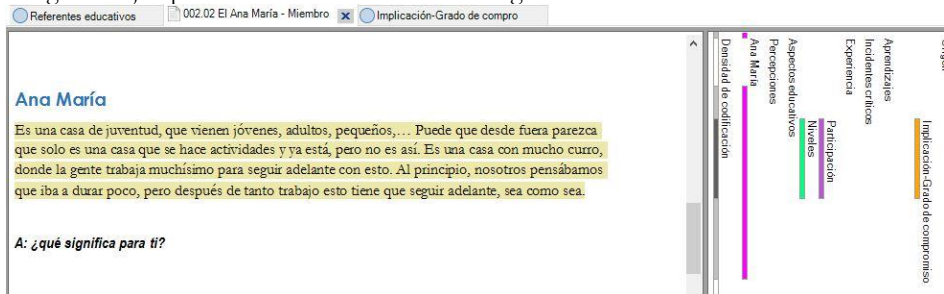 Referentes educativos
002.02 El Ana María - Miembro
Implicación-Grado de compro
Ana María
Es una casa de juventud, que vienen jóvenes, adultos, pequeños,… Puede que desde fuera parezca
que solo es una casa que se hace actividades y ya está, pero no es así. Es una casa con mucho curro,
donde la gente trabaja muchísimo para seguir adelante con esto. Al principio, nosotros pensábamos
que iba a durar poco, pero después de tanto trabajo esto tiene que seguir adelante, sea como sea.
A: ¿qué significa para ti?
Densidad de codificación
Ana María
Percepciones
Aspectos educativos
Niveles
Participación
Experiencia
Incidentes críticos
Aprendizajes
Implicación-Grado de compromiso